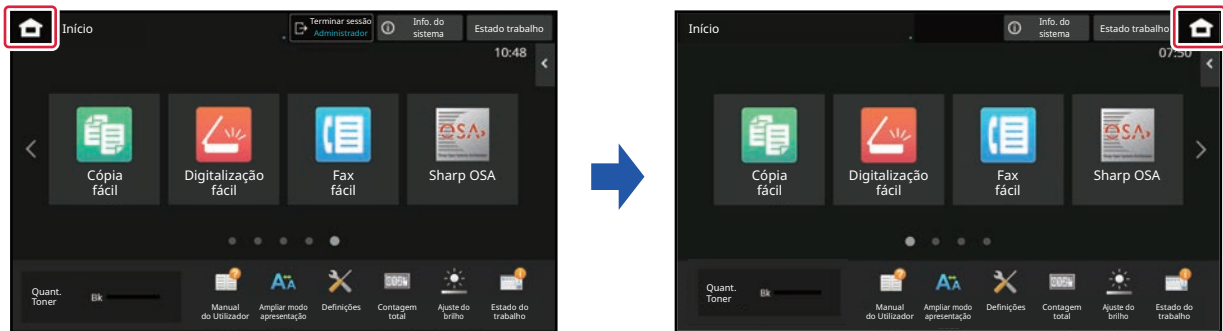 Início
Terminar sessão
Administrador
Info. do
sistema
Estado trabalho
10:48
Cópia
fácil
Digitalização
fácil
OSA
Fax
fácil
Sharp OSA
Quant.
Toner
Bk
Manual
do Utilizador
Ampliar modo
apresentação
Definições
Contagem
total
Ajuste do
brilho
Estado do
trabalho
Início
Info. do
sistema
Estado trabalho
07:50
Cópia
fácil
Digitalização
fácil
Fax
fácil
OSA
Sharp OSA
Quant.
Toner
Bk
Manual
do Utilizador
Ampliar modo
apresentação
Definições
Contagem
total
Ajuste do
brilho
Estado do
trabalho